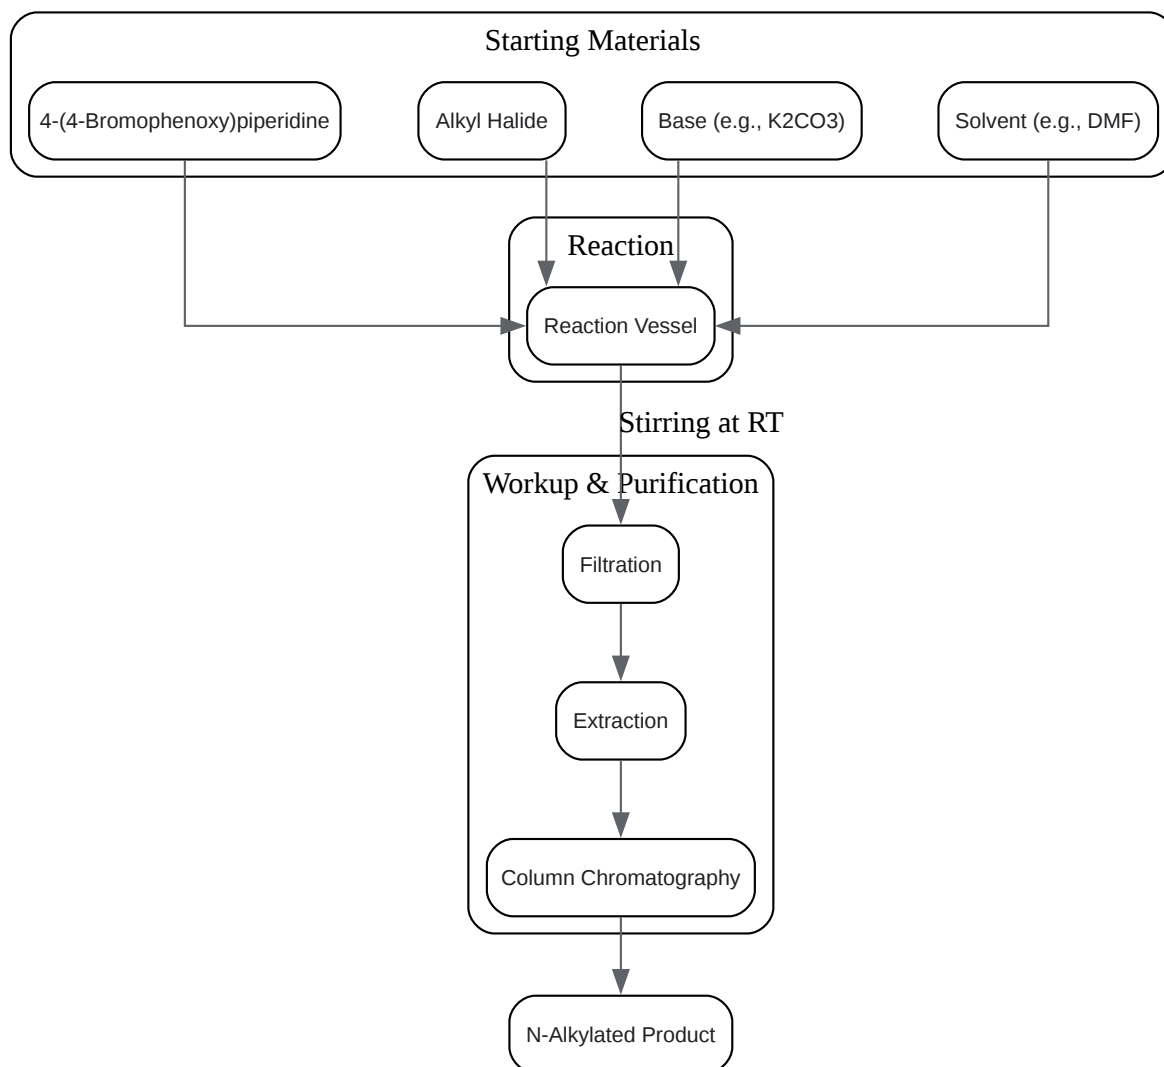 Starting Materials
4-(4-Bromophenoxy)piperidine
Alkyl Halide
Base (e.g., K2CO3)
Solvent (e.g., DMF)
Reaction
Reaction Vessel
Stirring at RT
Workup & Purification
Filtration
Extraction
Column Chromatography
N-Alkylated Product